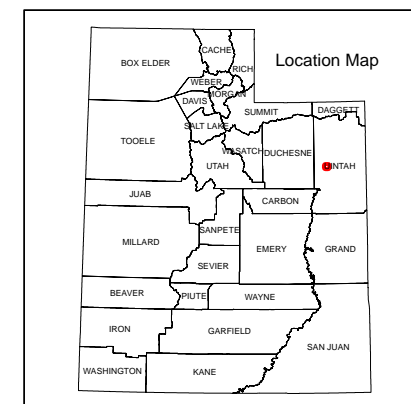 Location Map
CACHE
BOX ELDER
RICH
WEBER
MORGAN
DAVIS
DAGGETT
SUMMIT
SALT LAKE
TOOELE
WASATCH
DUCHESNE
UINTAH
UTAH
JUAB
CARBON
SANPETE
MILLARD
EMERY
GRAND
SEVIER
BEAVER
PIUTE
WAYNE
IRON
GARFIELD
SAN JUAN
WASHINGTON
KANE